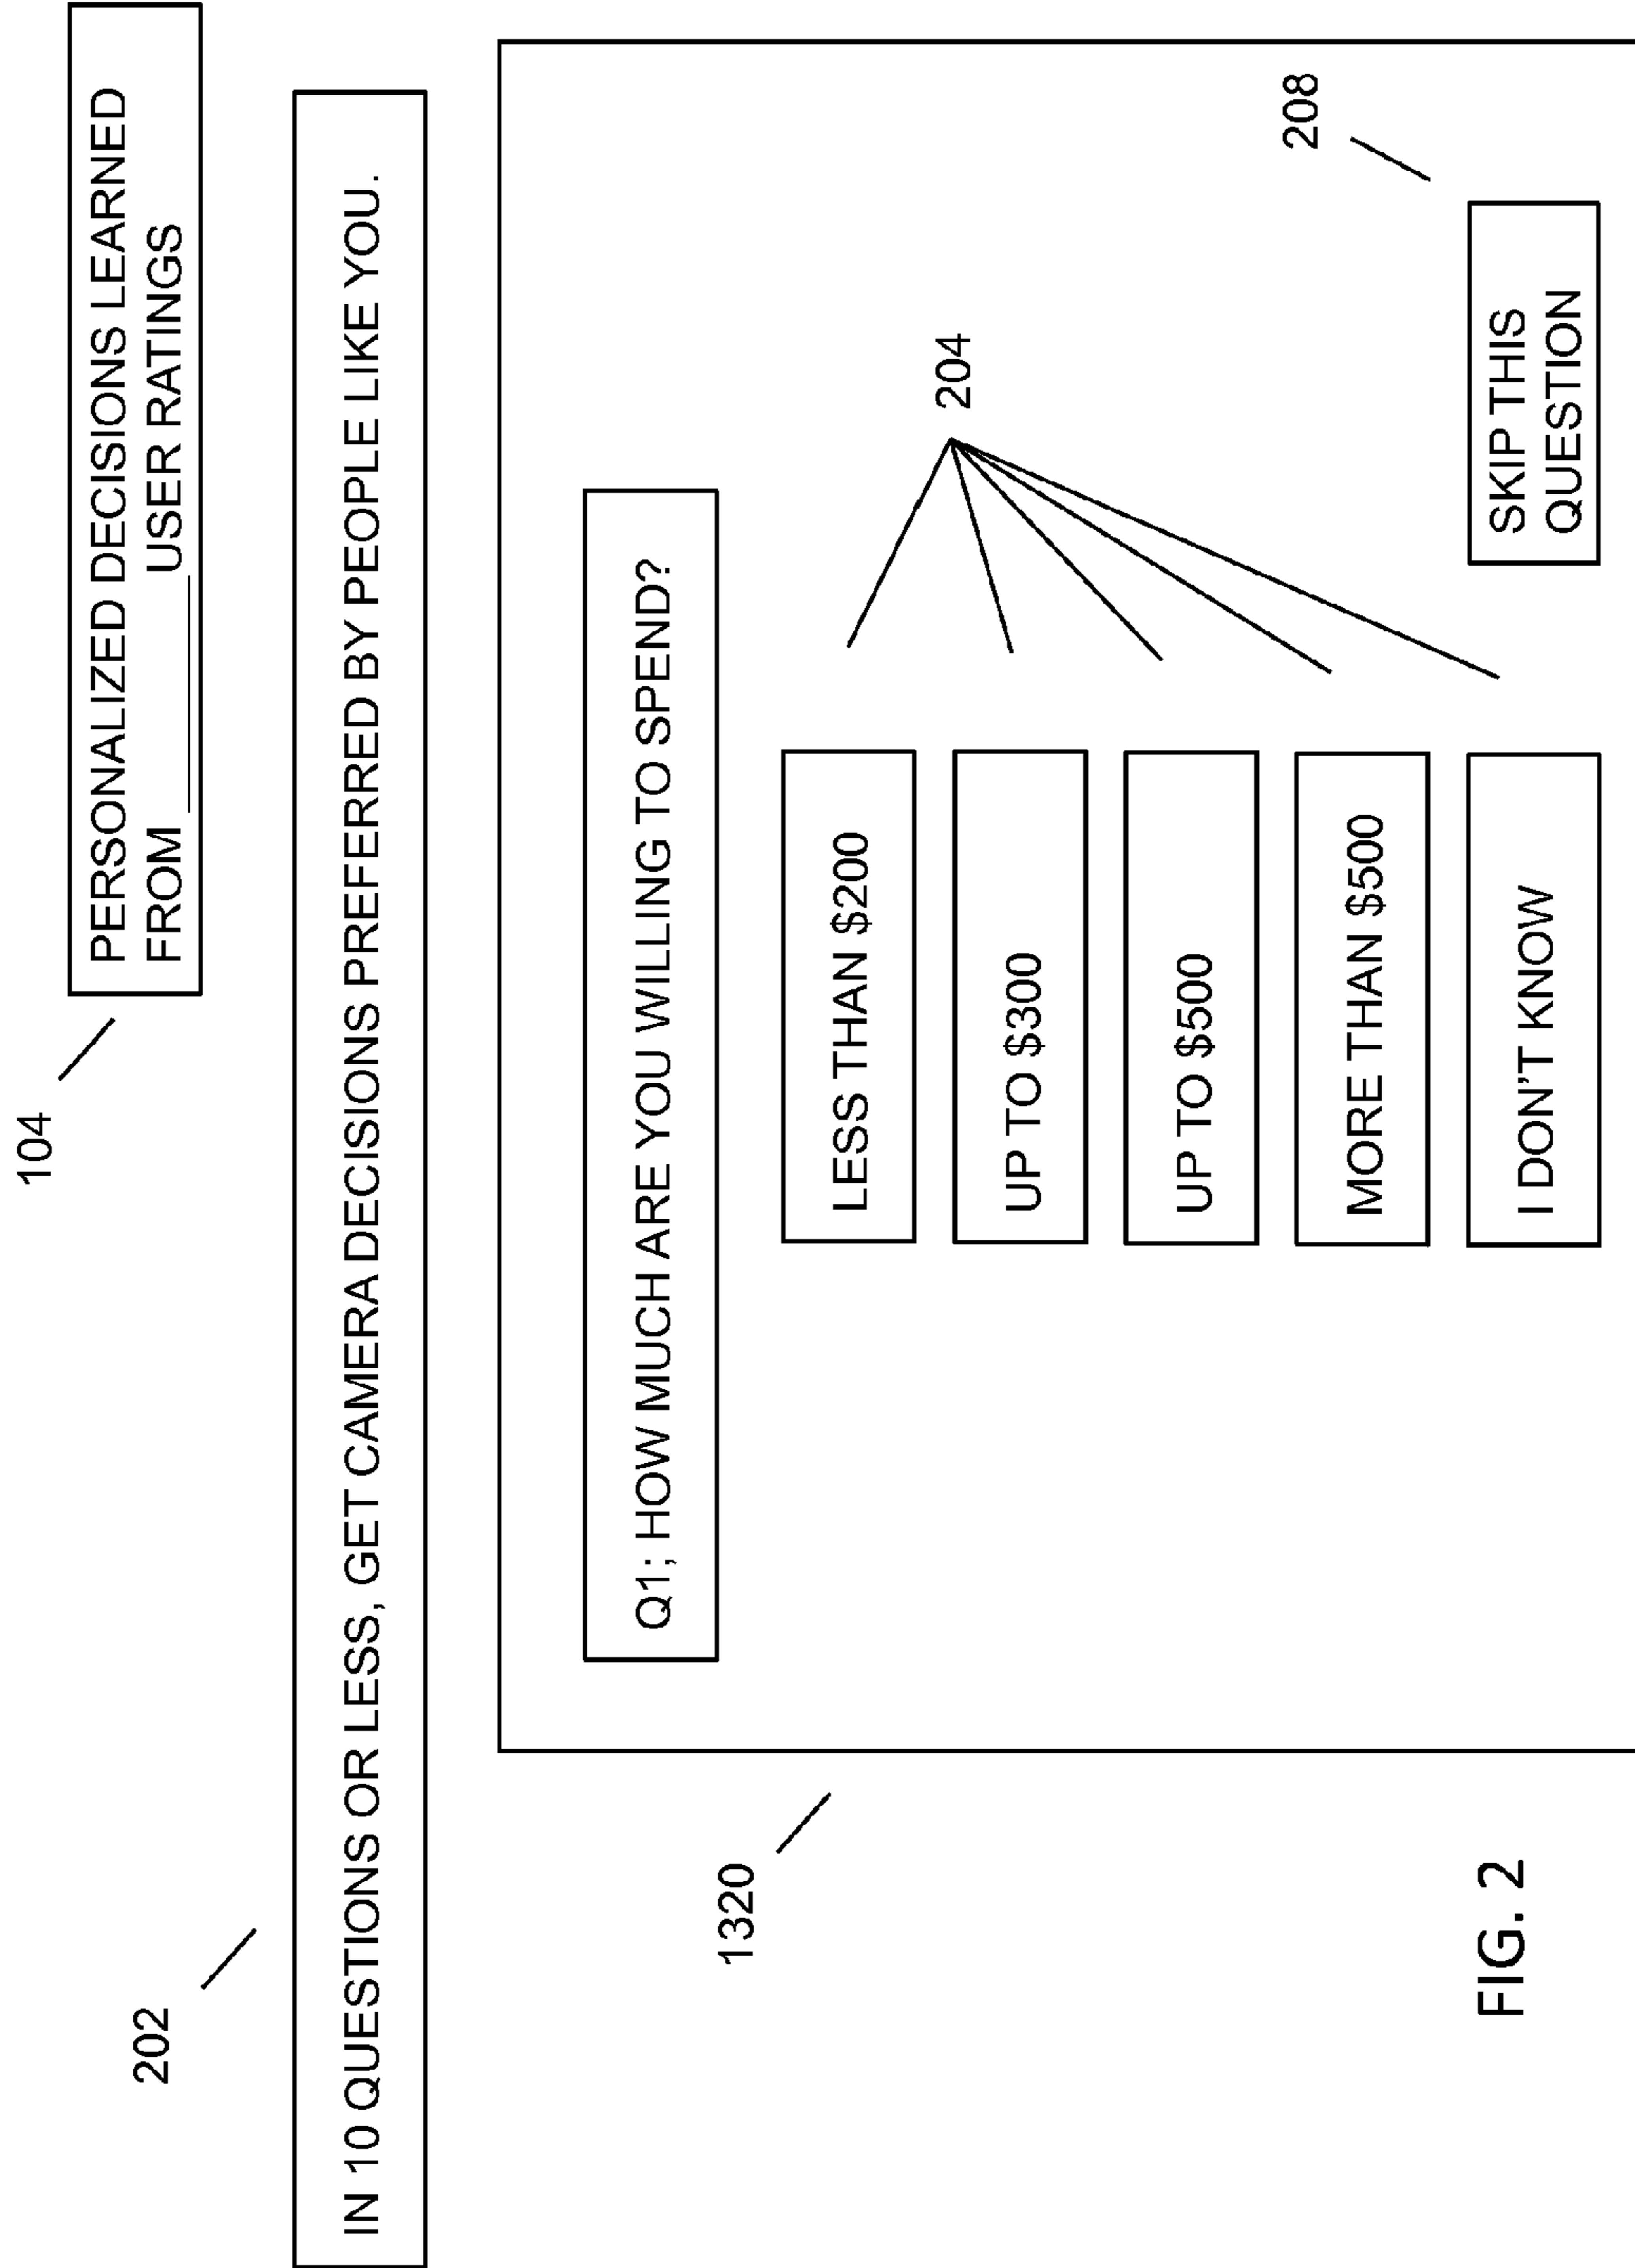 104
PERSONALIZED DECISIONS LEARNED
FROM __________ USER RATINGS
202
IN 10 QUESTIONS OR LESS, GET CAMERA DECISIONS PREFERRED BY PEOPLE LIKE YOU.
1320
Q1; HOW MUCH ARE YOU WILLING TO SPEND?
LESS THAN $200
204
UP TO $300
UP TO $500
MORE THAN $500
I DON'T KNOW
208
SKIP THIS
QUESTION
FIG. 2